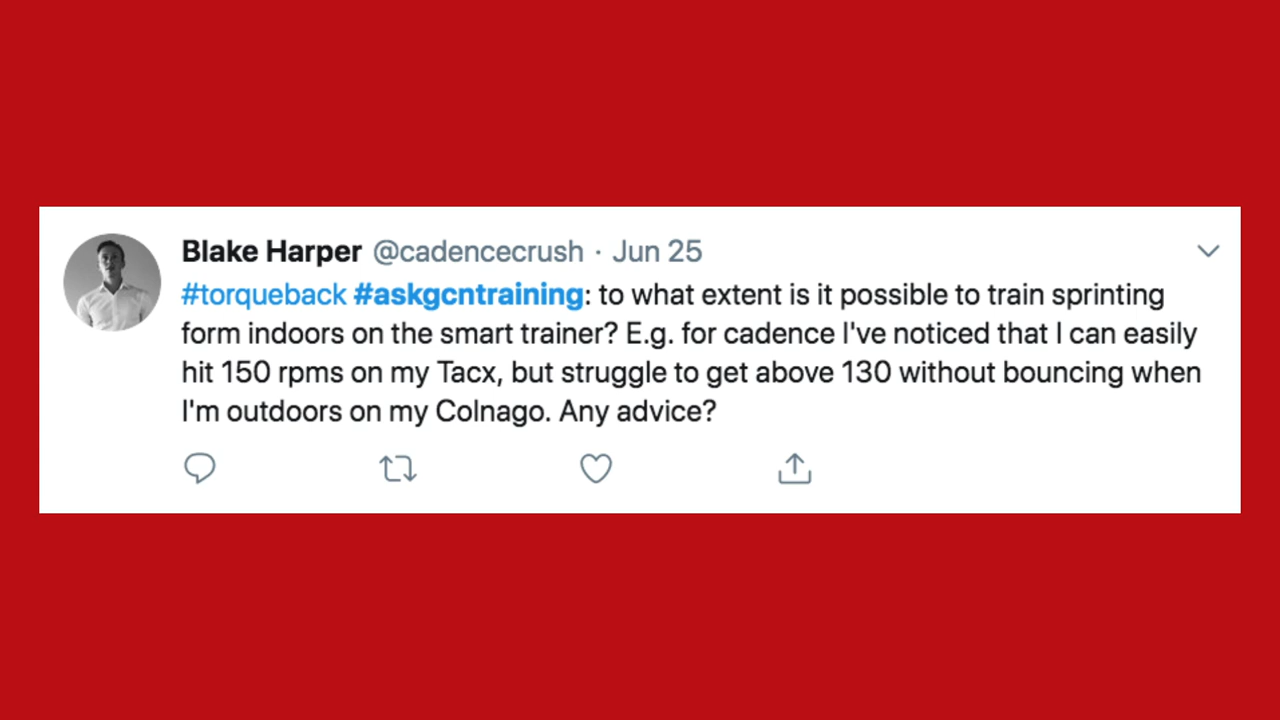 Blake Harper @cadencecrush · Jun 25
#torqueback #askgcntraining: to what extent is it possible to train sprinting
form indoors on the smart trainer? E.g. for cadence I've noticed that I can easily
hit 150 rpms on my Tacx, but struggle to get above 130 without bouncing when
I'm outdoors on my Colnago. Any advice?